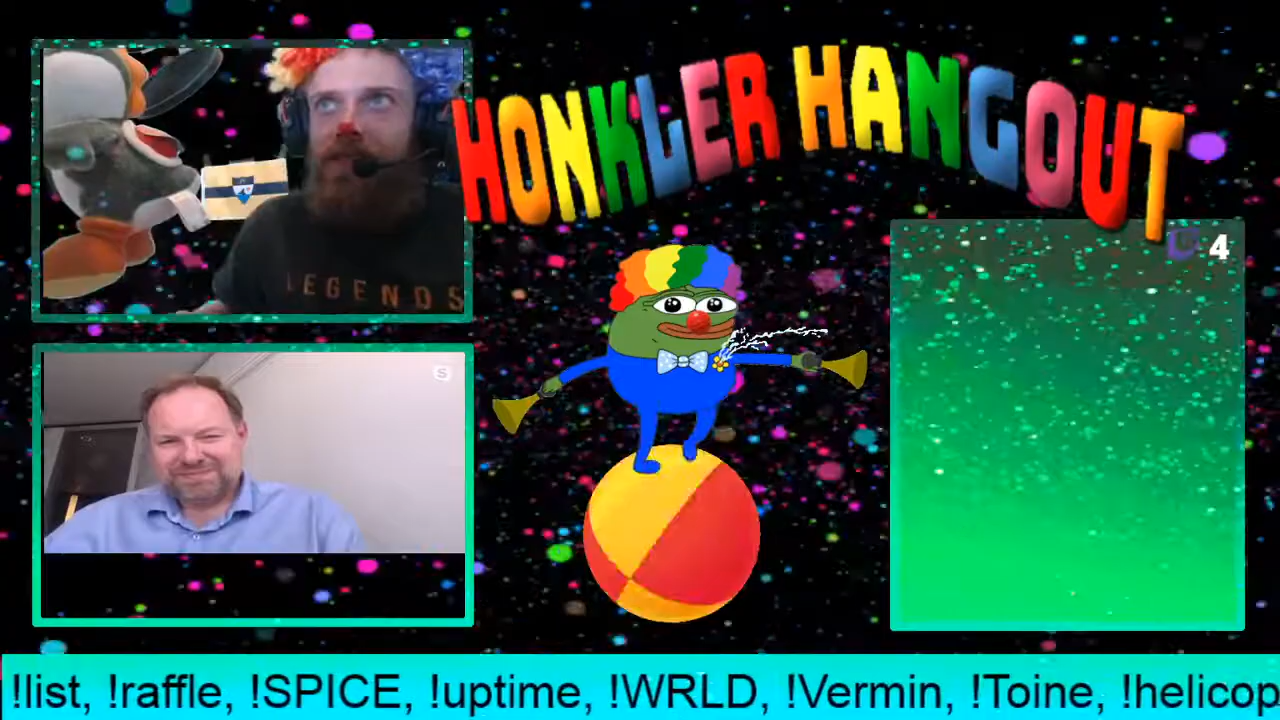 HONKLER HANGOUT
LEGENDS
4
!list, !raffle, !SPICE, !uptime, !WRLD, !Vermin, !Toine, !helicop